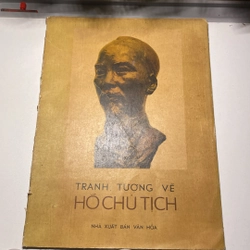 TRANH TƯỢNG VỀ
HỒ CHỦ TỊCH
NHÀ XUẤT BẢN VĂN HÓA